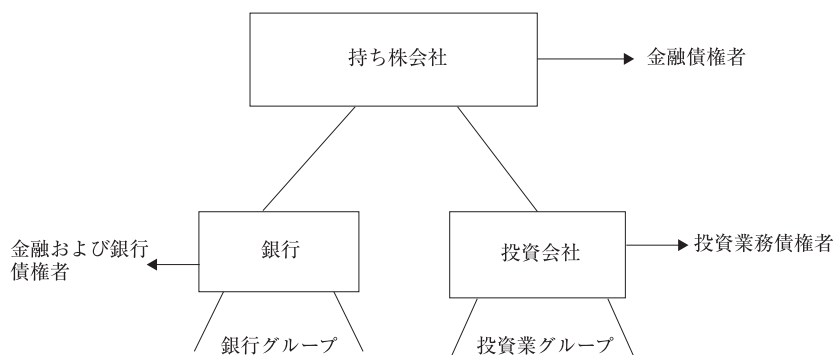 持ち株会社
金融債権者
金融および銀行
債権者
銀行
投資会社
投資業務債権者
銀行グループ
投資業グループ